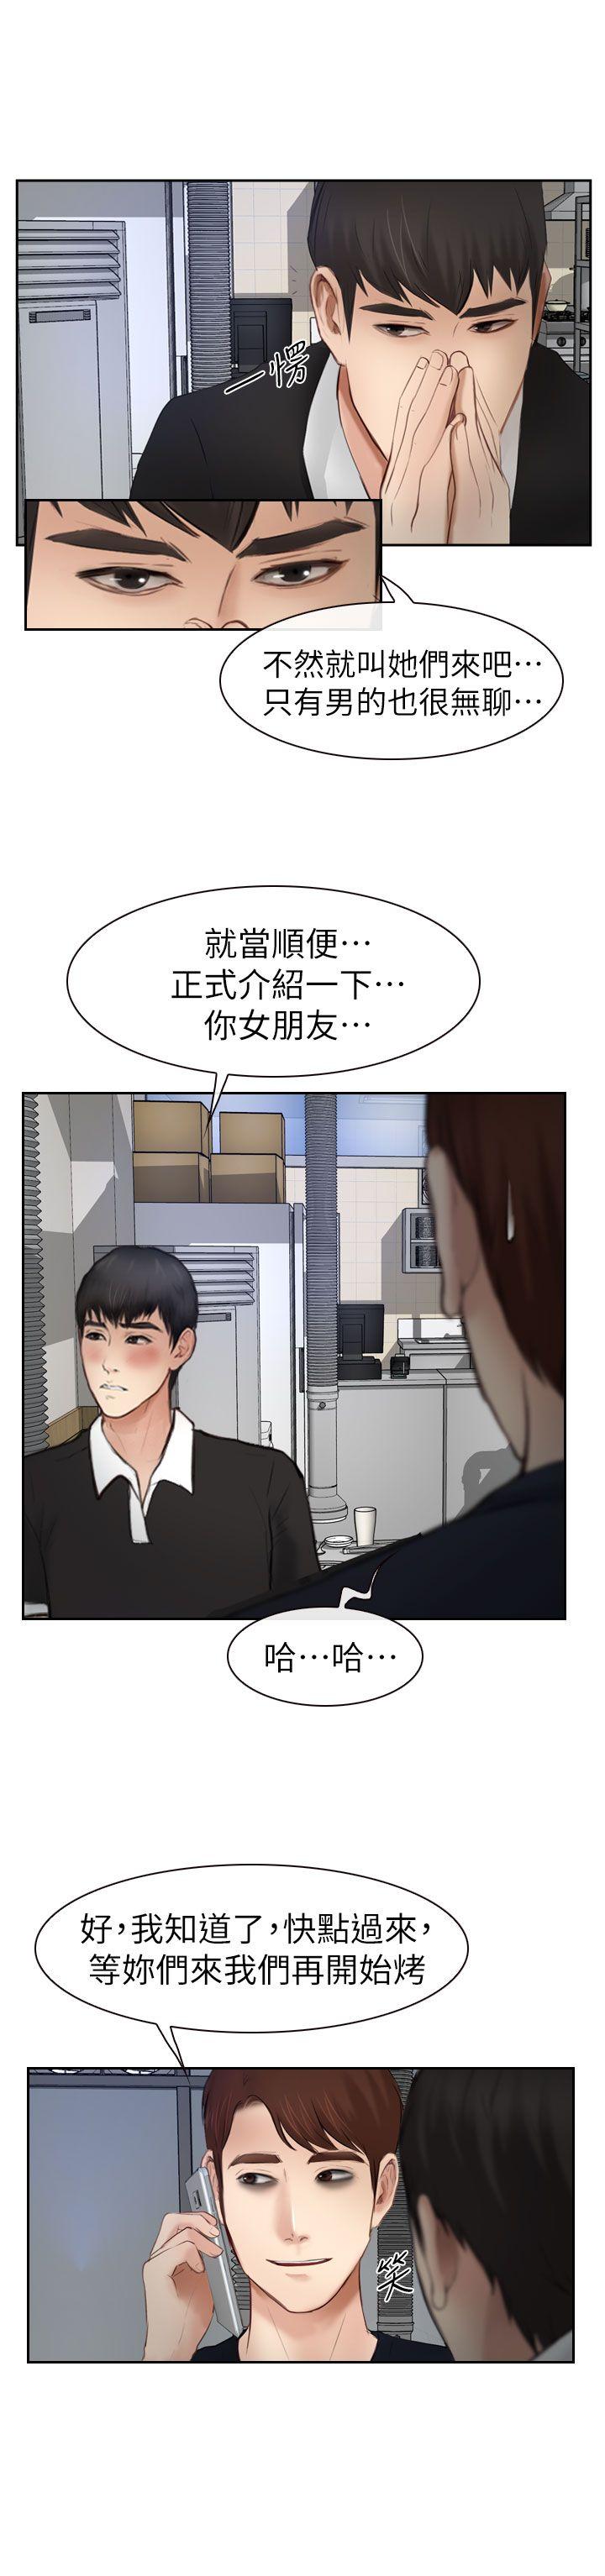 一愣
不然就叫她們來吧…
只有男的也很無聊…
就當順便…
正式介紹一下…
你女朋友…
哈…哈…
好，我知道了，快點過來，
等妳們來我們再開始烤
笑